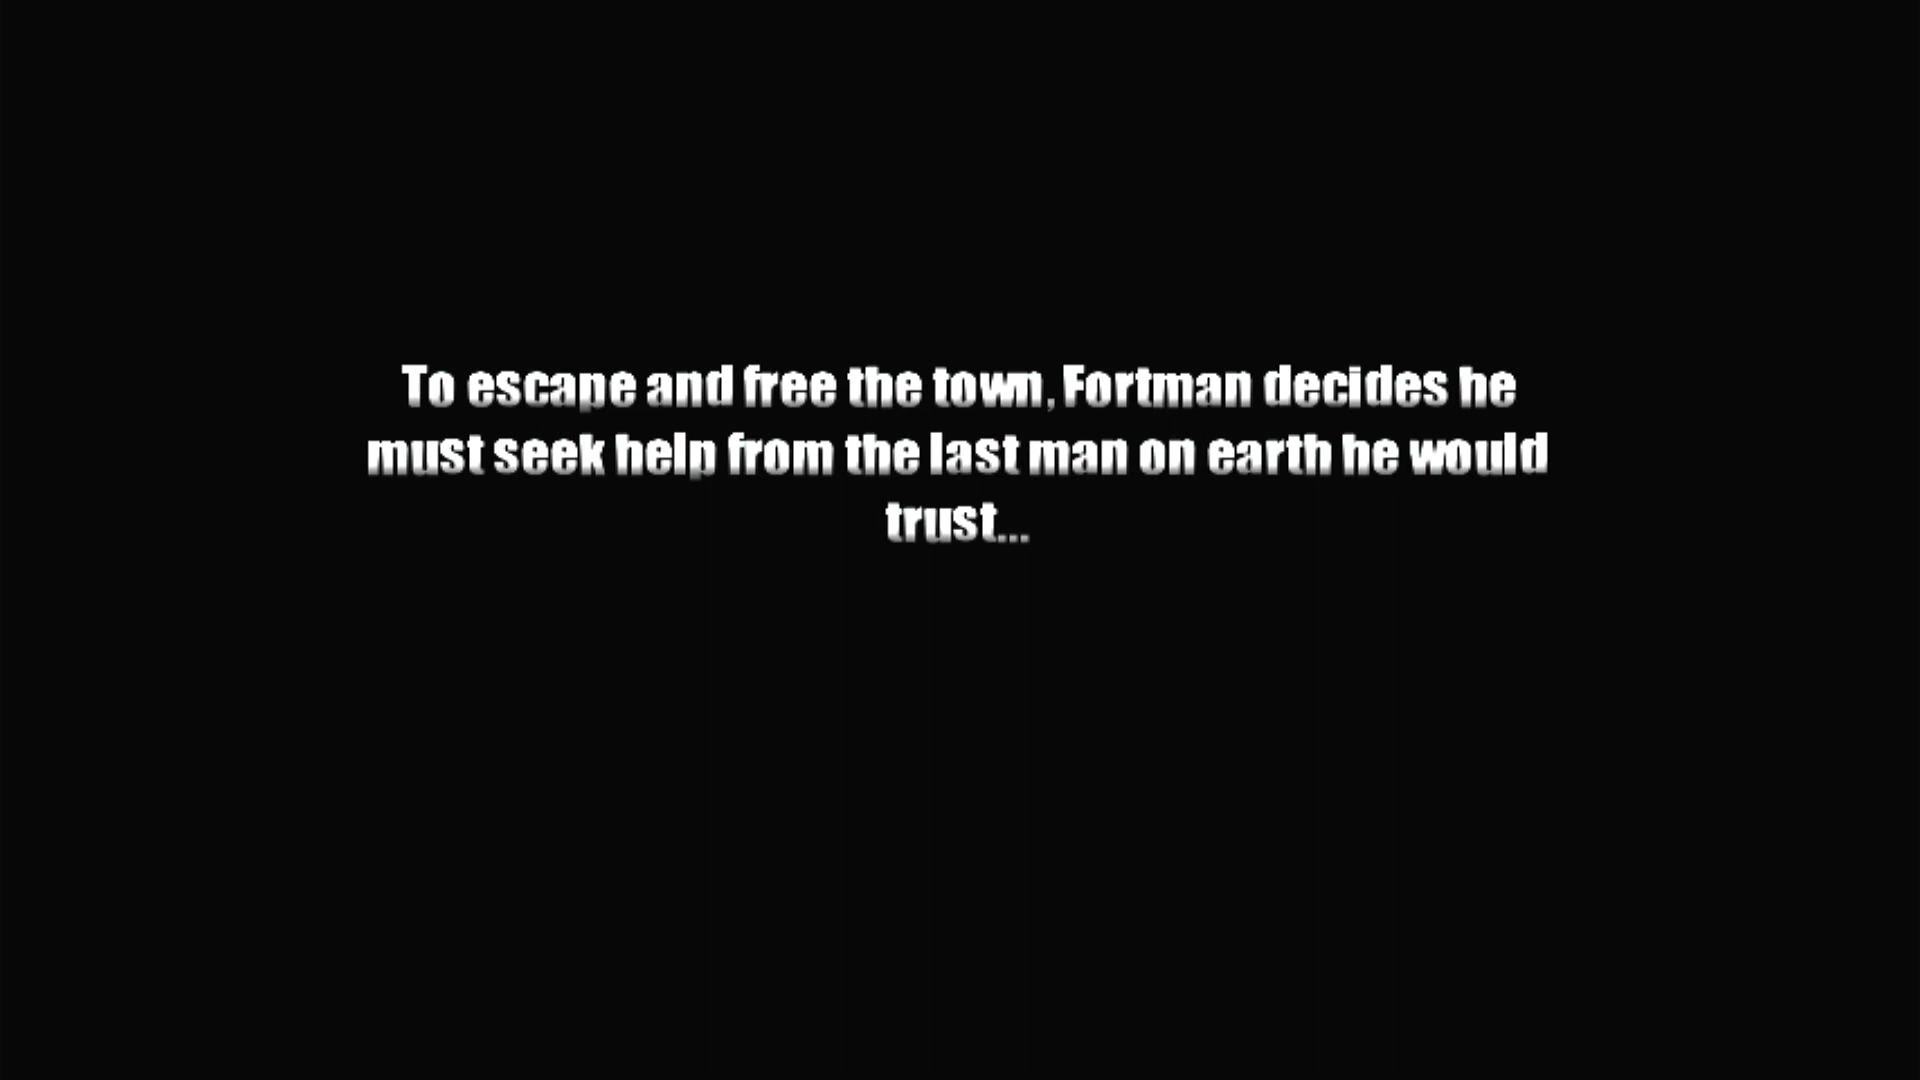 To escape and free the town, Fortman decides he
must seek help from the last man on earth he would
trust...